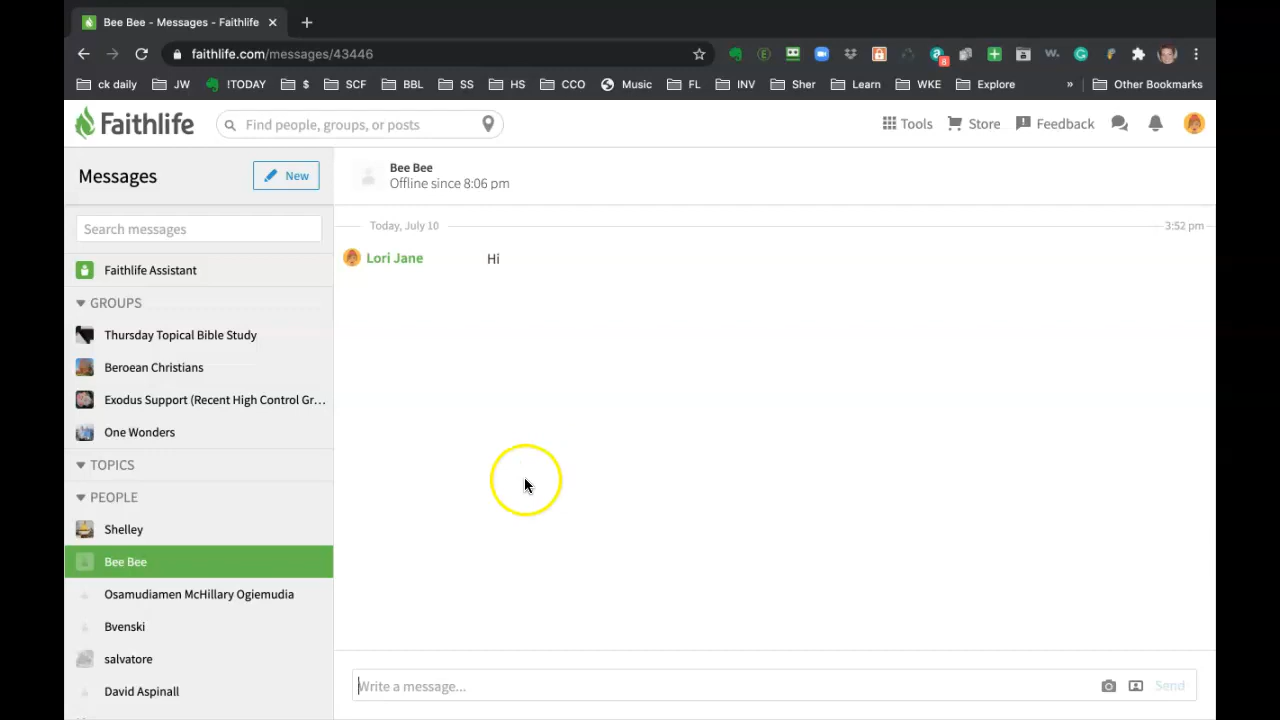 Bee Bee - Messages - Faithlife
faithlife.com/messages/43446
8
ck daily JW !TODAY $ SCF BBL SS HS CCO Music FL INV Sher Learn WKE Explore » Other Bookmarks
Faithlife
Find people, groups, or posts
Tools Store Feedback
Messages
New
Bee Bee
Offline since 8:06 pm
Search messages
Today, July 10 3:52 pm
Lori Jane Hi
Faithlife Assistant
GROUPS
Thursday Topical Bible Study
Beroean Christians
Exodus Support (Recent High Control Gr...
One Wonders
TOPICS
PEOPLE
Shelley
Bee Bee
Osamudiamen McHillary Ogiemudia
Bvenski
salvatore
David Aspinall
Write a message...
Send